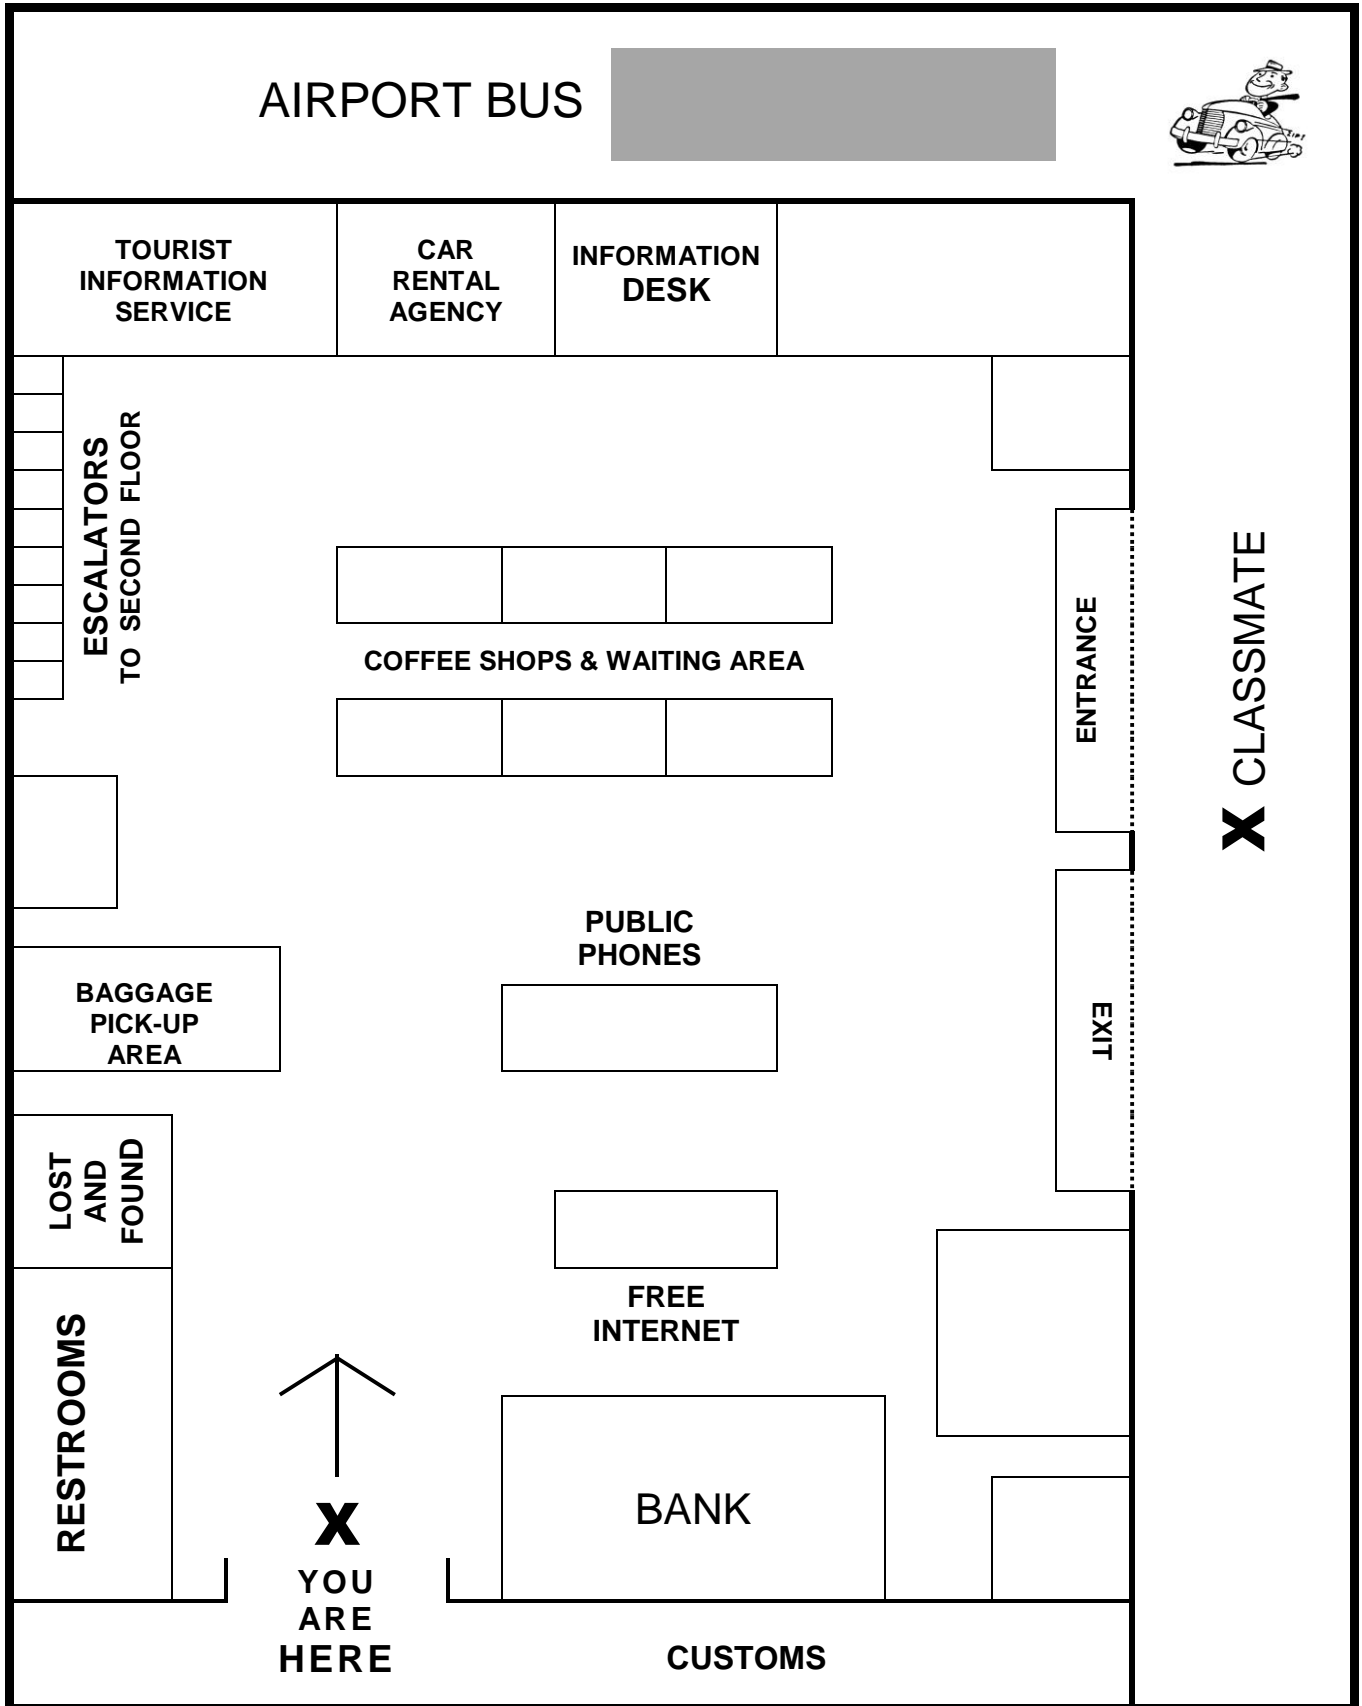 AIRPORT BUS
TOURIST
INFORMATION
SERVICE
CAR
RENTAL
AGENCY
INFORMATION
DESK
ESCALATORS
TO SECOND FLOOR
COFFEE SHOPS & WAITING AREA
ENTRANCE
X CLASSMATE
PUBLIC
PHONES
BAGGAGE
PICK-UP
AREA
EXIT
LOST
AND
FOUND
FREE
INTERNET
RESTROOMS
X
YOU
ARE
HERE
BANK
CUSTOMS